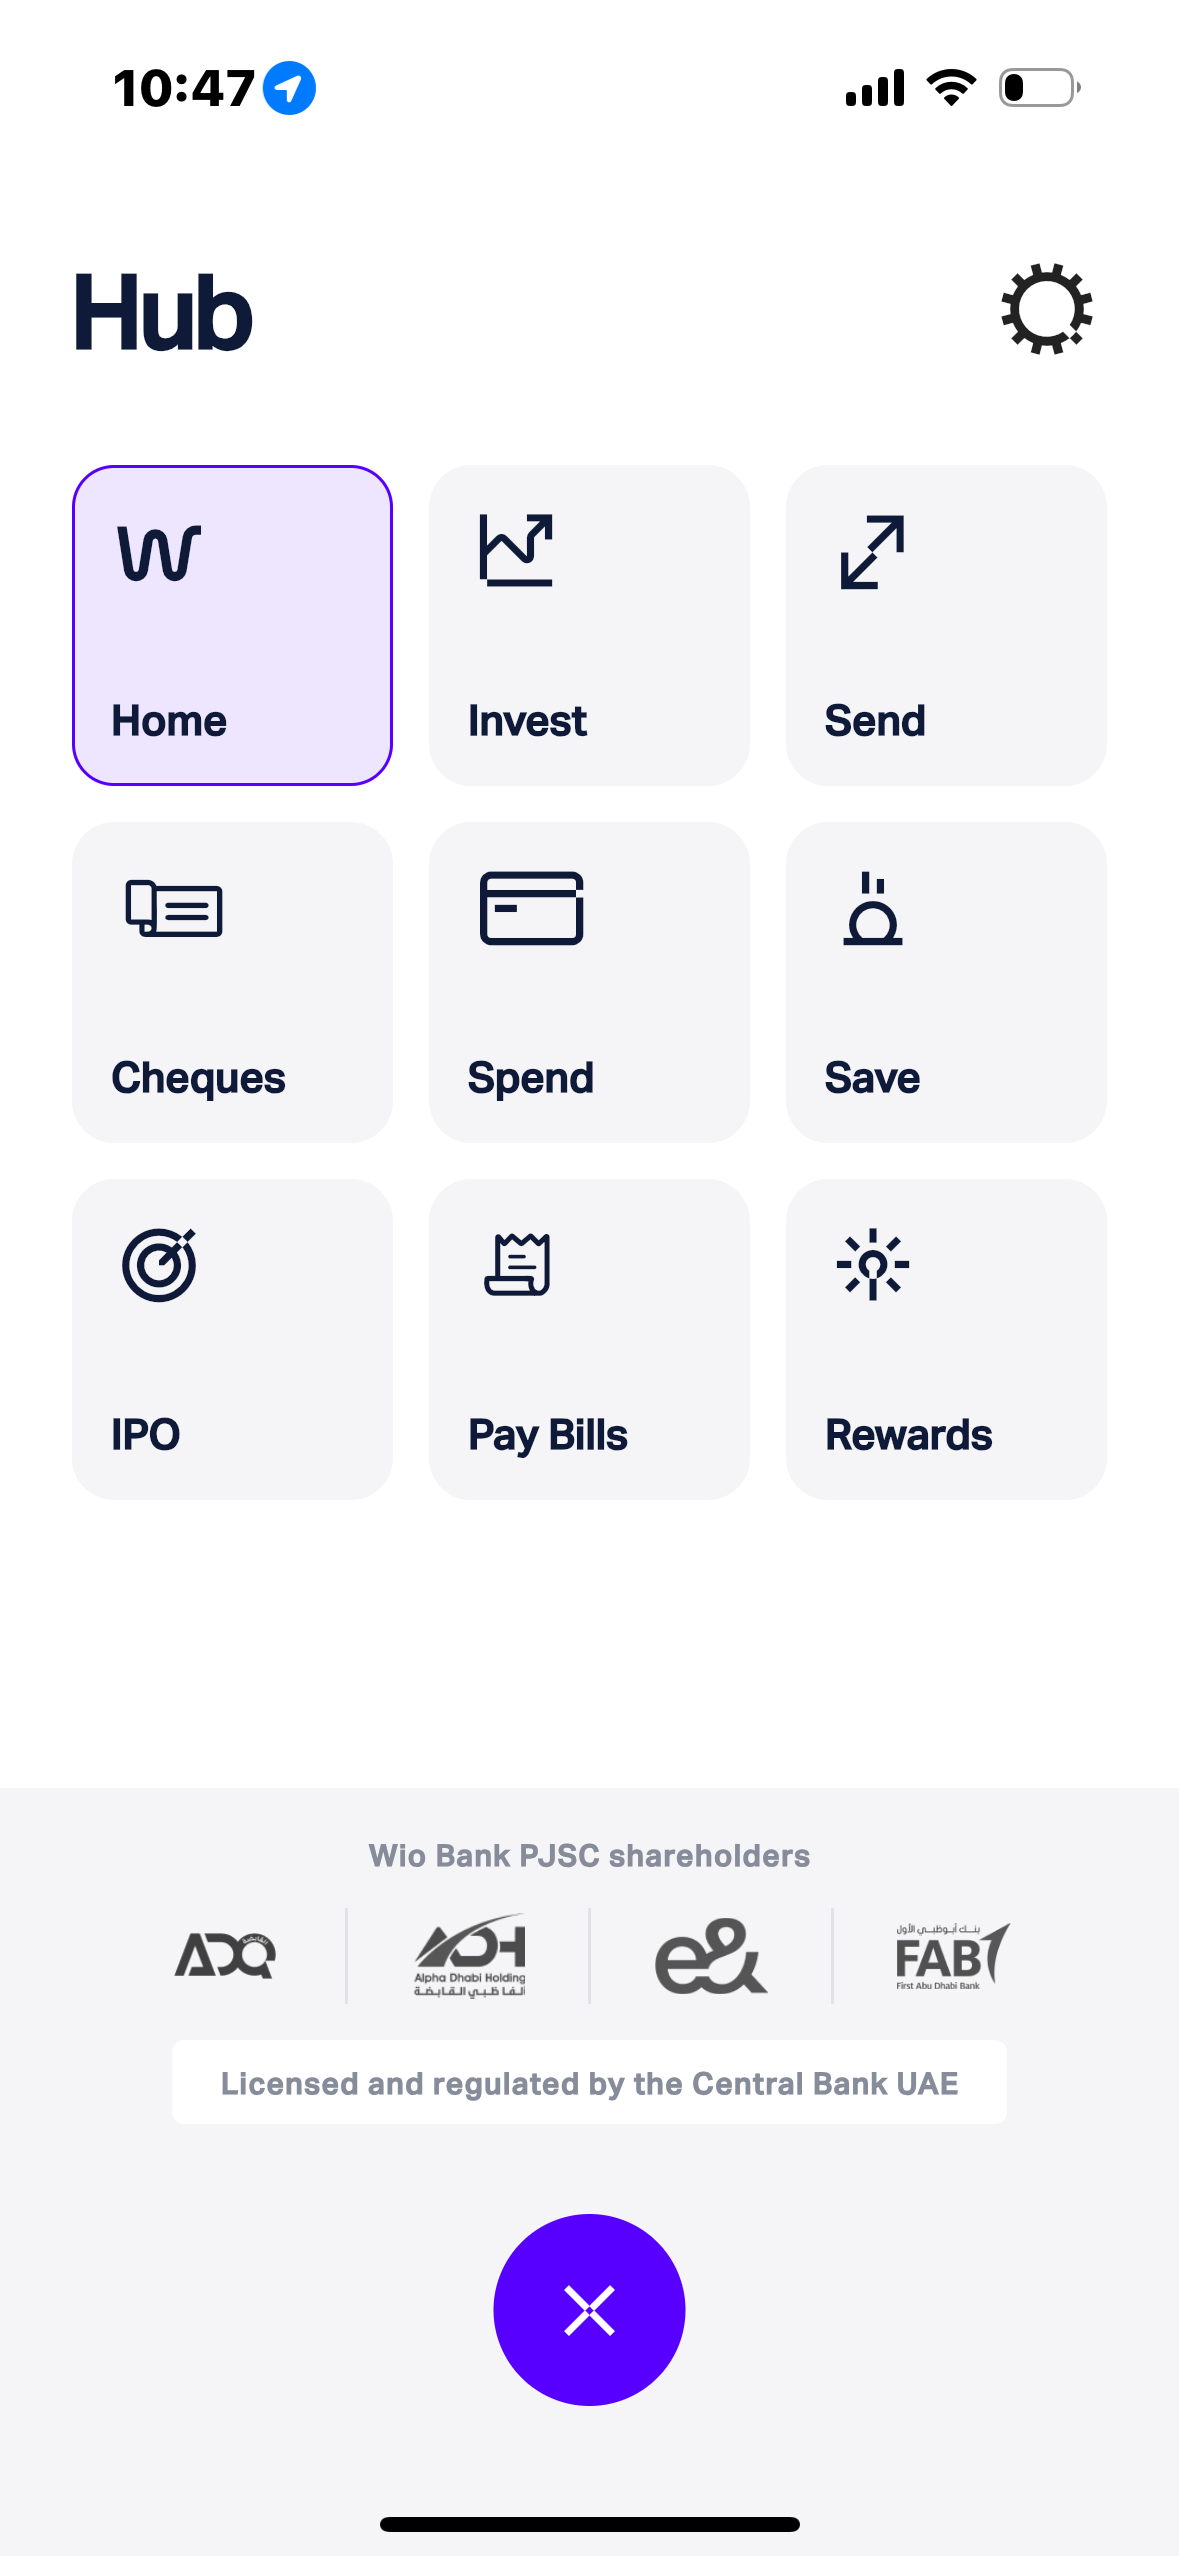 10:47
Hub
Home
Invest
Send
Cheques
Spend
Save
IPO
Pay Bills
Rewards
Wio Bank PJSC shareholders
ADQ
القابضة
ADH
Alpha Dhabi Holding
ألفا ظبي القابضة
e&
بنك أبوظبي الأول
FAB
First Abu Dhabi Bank
Licensed and regulated by the Central Bank UAE